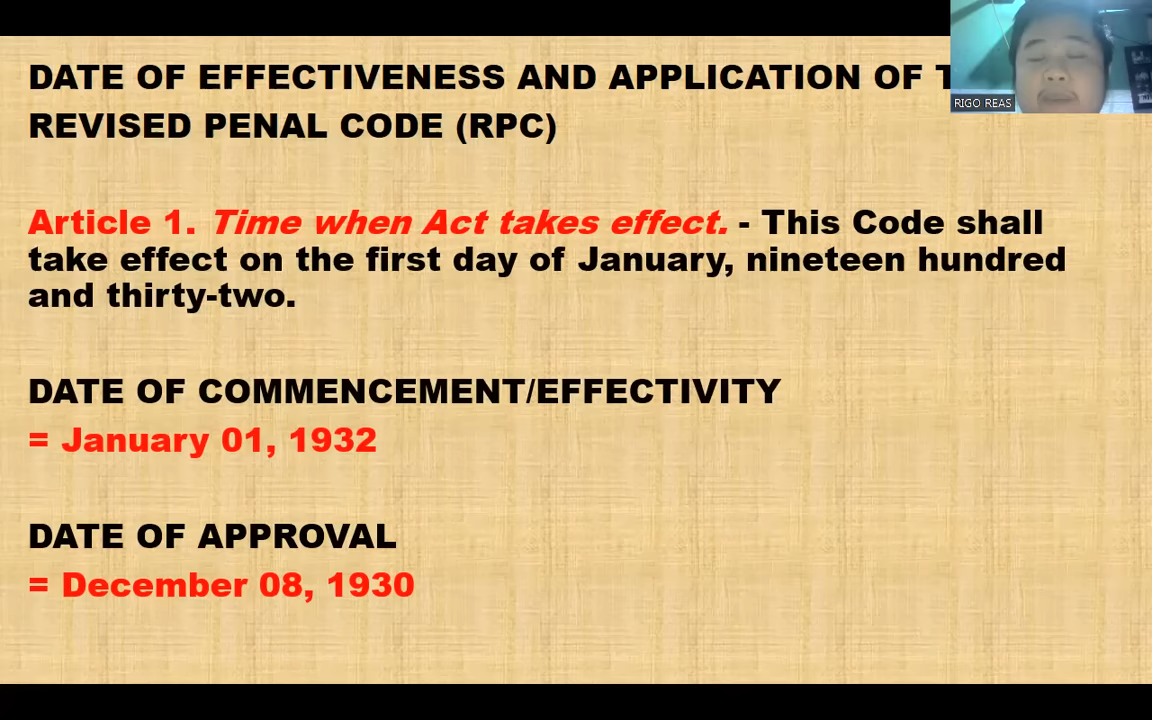 DATE OF EFFECTIVENESS AND APPLICATION OF T
REVISED PENAL CODE (RPC)
RIGO REAS
Article 1. Time when Act takes effect. - This Code shall
take effect on the first day of January, nineteen hundred
and thirty-two.
DATE OF COMMENCEMENT/EFFECTIVITY
= January 01, 1932
DATE OF APPROVAL
= December 08, 1930